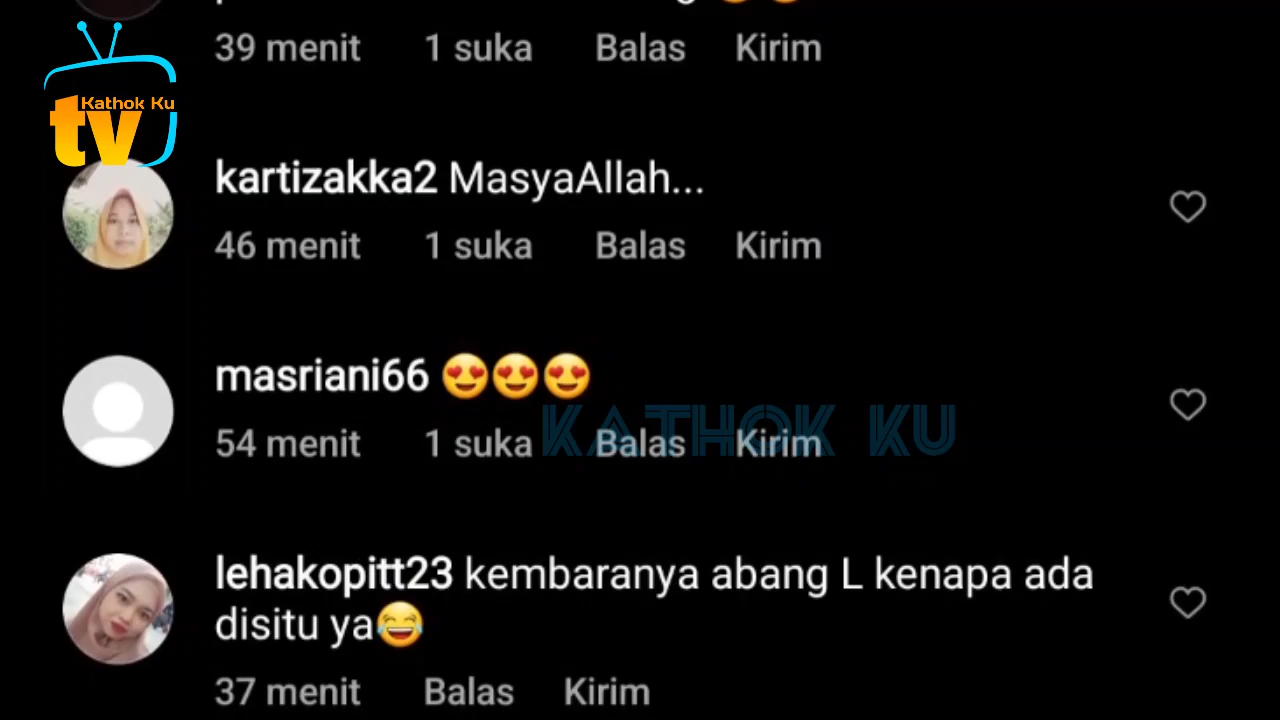 39 menit 1 suka Balas Kirim
Kathok Ku
tv
kartizakka2 MasyaAllah...
46 menit 1 suka Balas Kirim
masriani66 😍😍😍
KATHOK KU
54 menit 1 suka Balas Kirim
lehakopitt23 kembaranya abang L kenapa ada
disitu ya😂
37 menit Balas Kirim